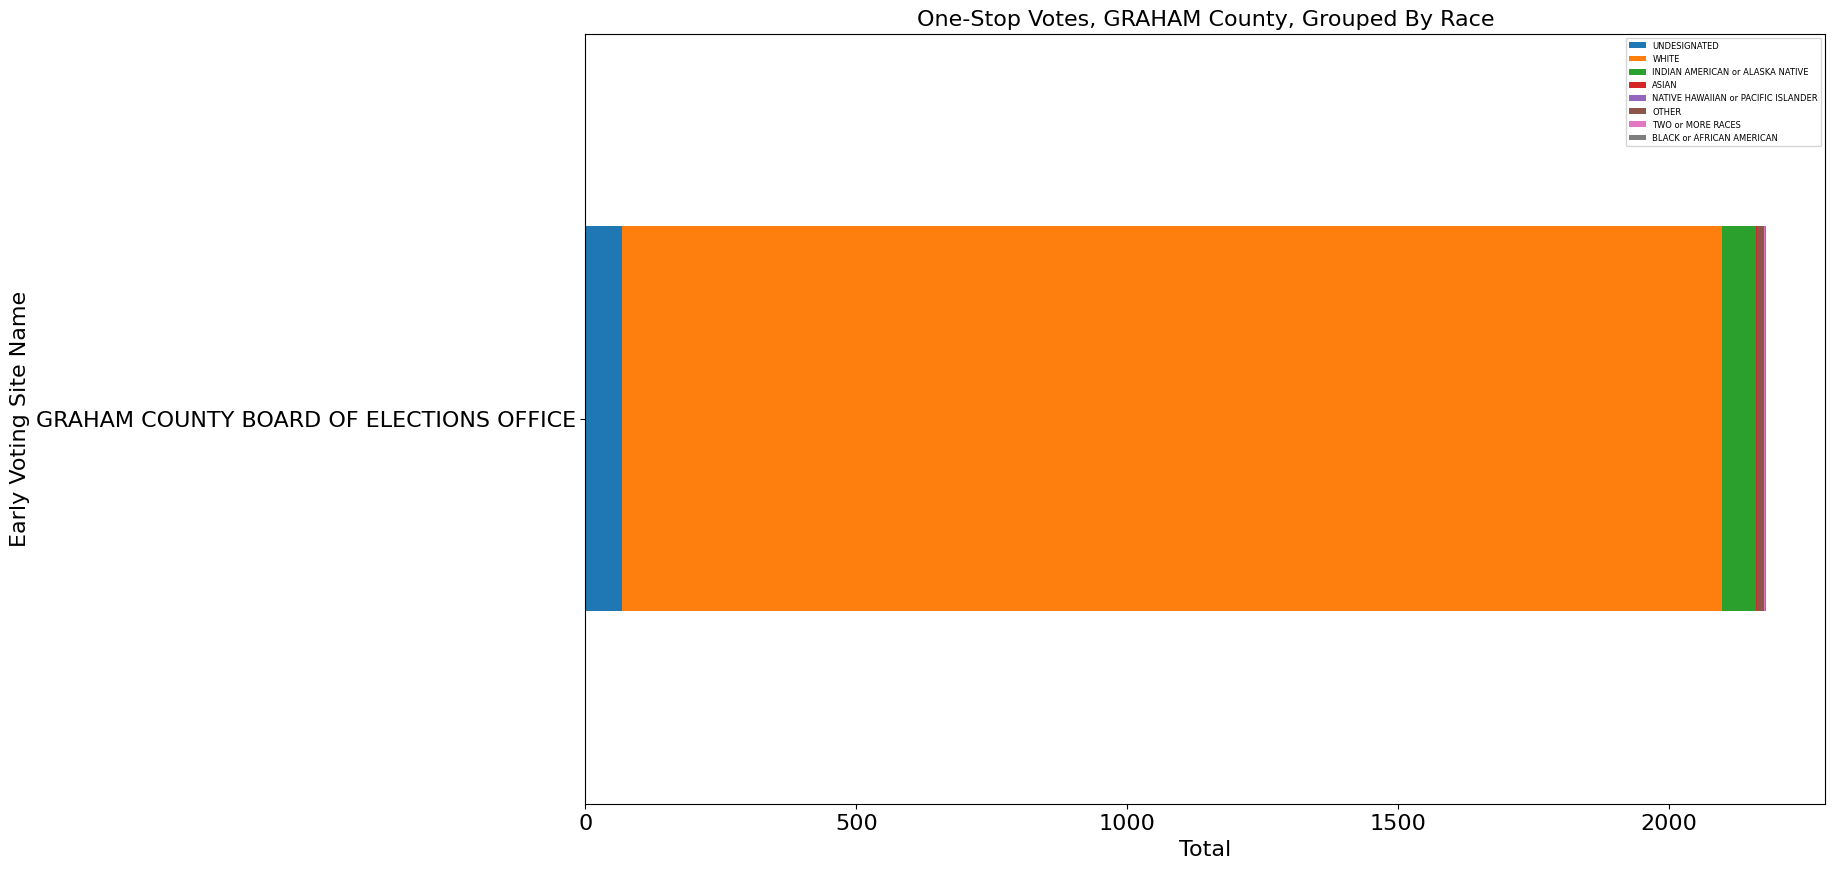 One-Stop Votes, GRAHAM County, Grouped By Race
UNDESIGNATED
WHITE
INDIAN AMERICAN or ALASKA NATIVE
ASIAN
NATIVE HAWAIIAN or PACIFIC ISLANDER
OTHER
TWO or MORE RACES
BLACK or AFRICAN AMERICAN
Early Voting Site Name
GRAHAM COUNTY BOARD OF ELECTIONS OFFICE
0 500 1000 1500 2000
Total